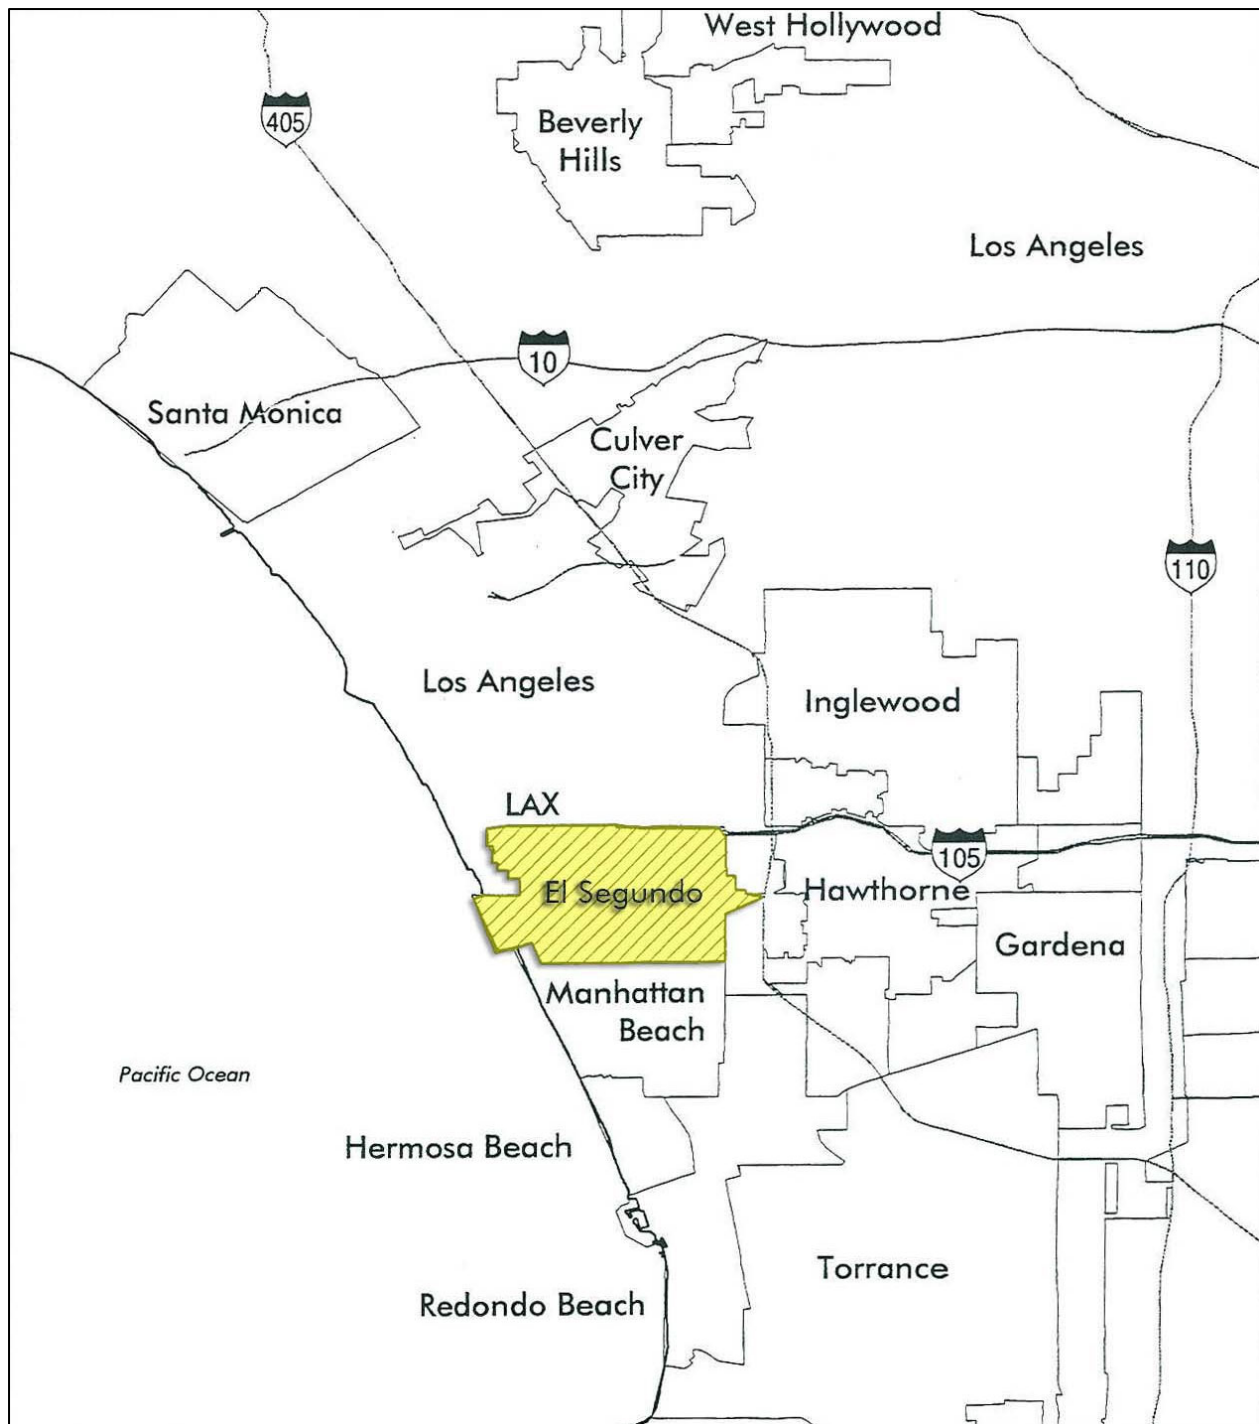 West Hollywood
405
Beverly
Hills
Los Angeles
10
Santa Monica
Culver
City
110
Los Angeles
Inglewood
LAX
105
El Segundo
Hawthorne
Gardena
Manhattan
Beach
Pacific Ocean
Hermosa Beach
Torrance
Redondo Beach